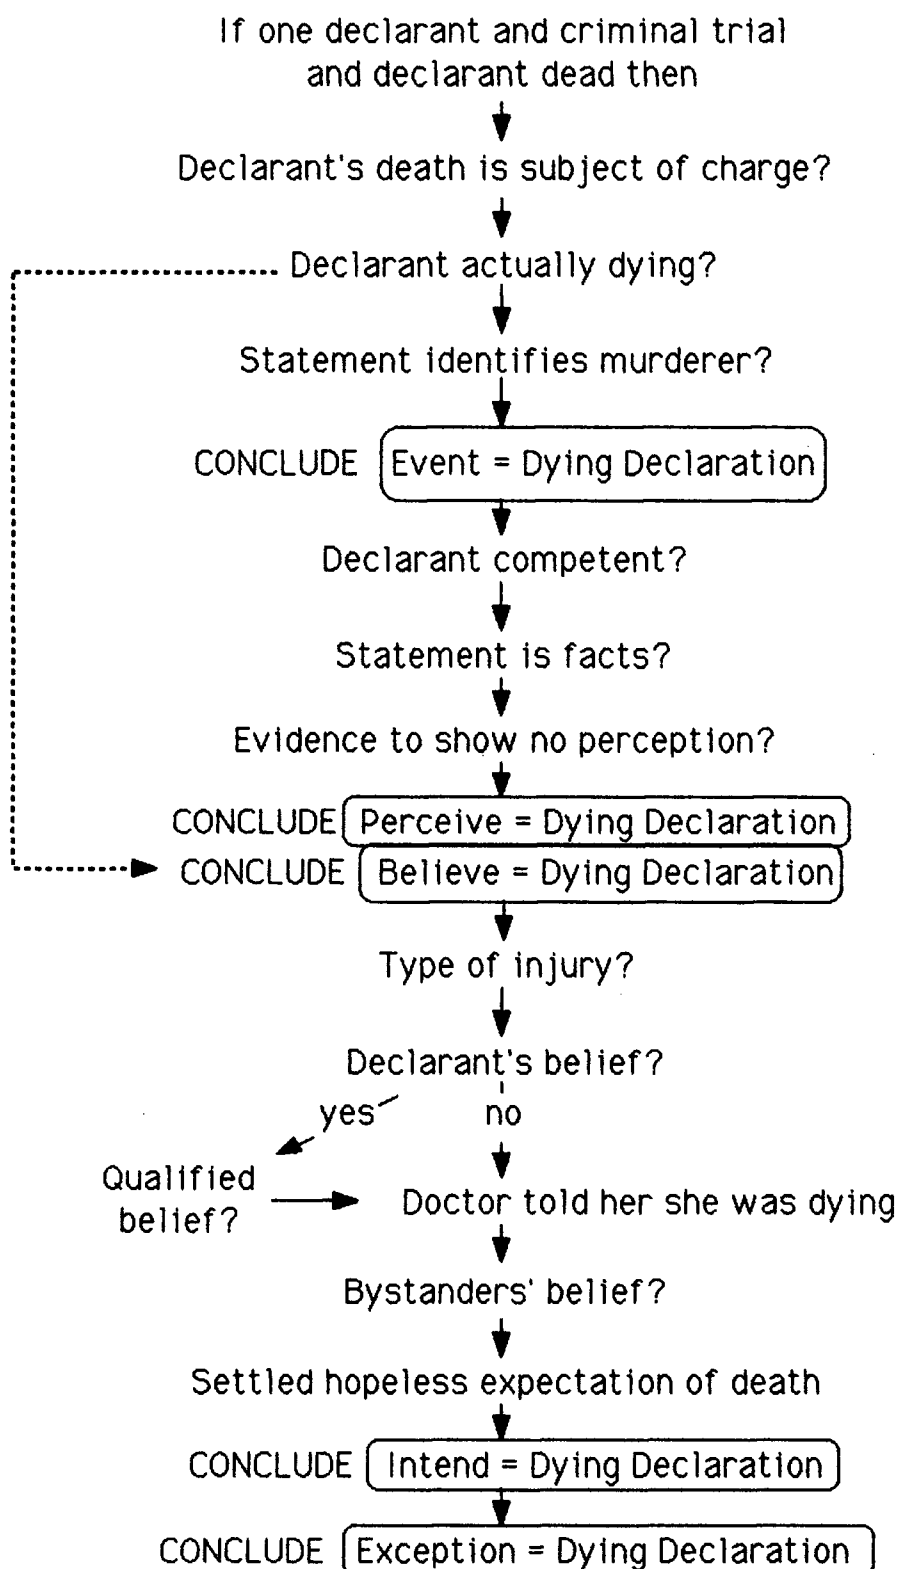 If one declarant and criminal trial
and declarant dead then
Declarant's death is subject of charge?
Declarant actually dying?
Statement identifies murderer?
CONCLUDE Event = Dying Declaration
Declarant competent?
Statement is facts?
Evidence to show no perception?
CONCLUDE Perceive = Dying Declaration
CONCLUDE Believe = Dying Declaration
Type of injury?
Declarant's belief?
yes no
Qualified
belief?
Doctor told her she was dying
Bystanders' belief?
Settled hopeless expectation of death
CONCLUDE Intend = Dying Declaration
CONCLUDE Exception = Dying Declaration